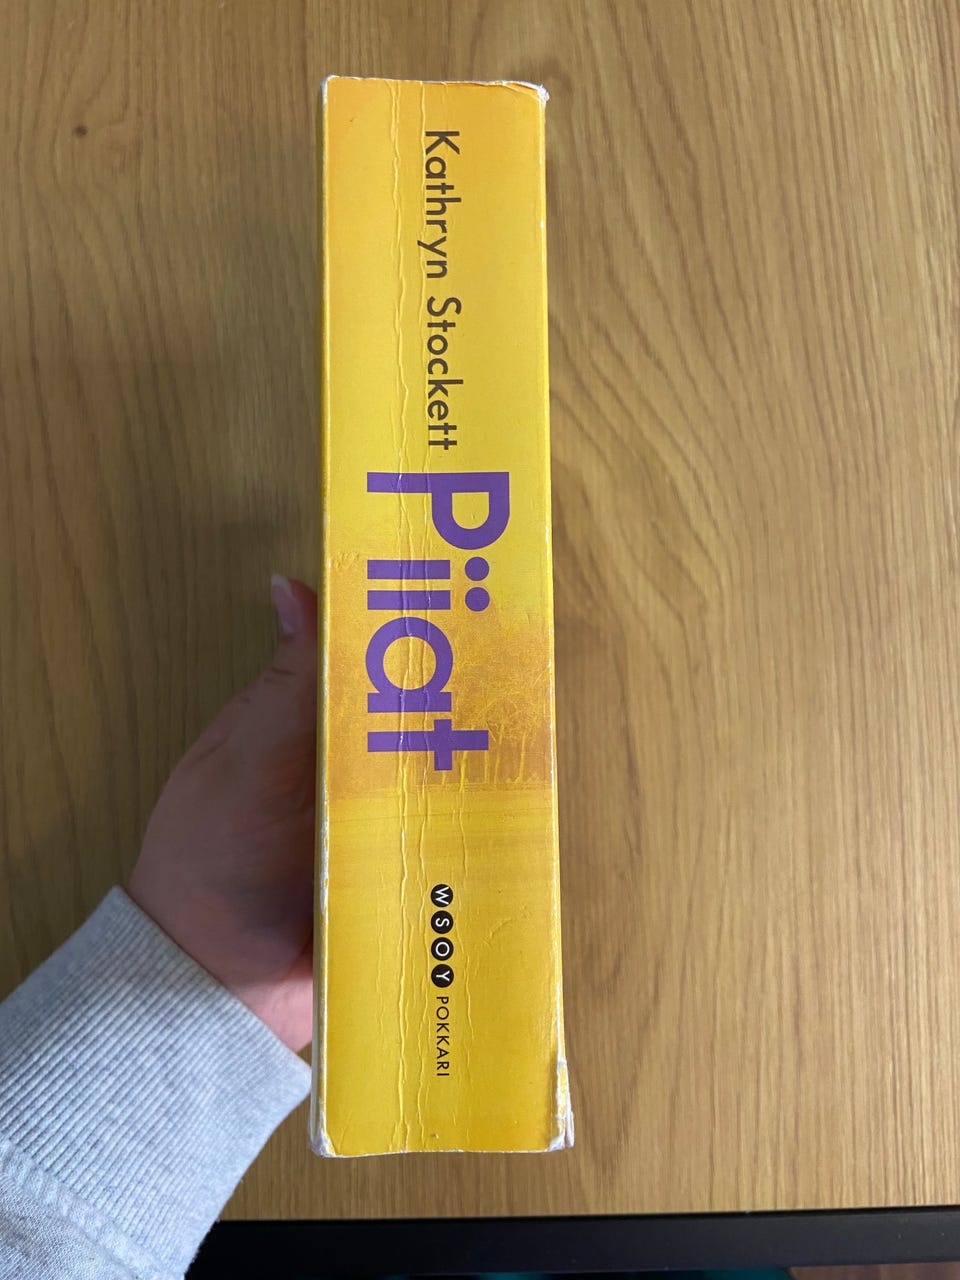 Kathryn Stockett
Piiat
WSOY POKKARI